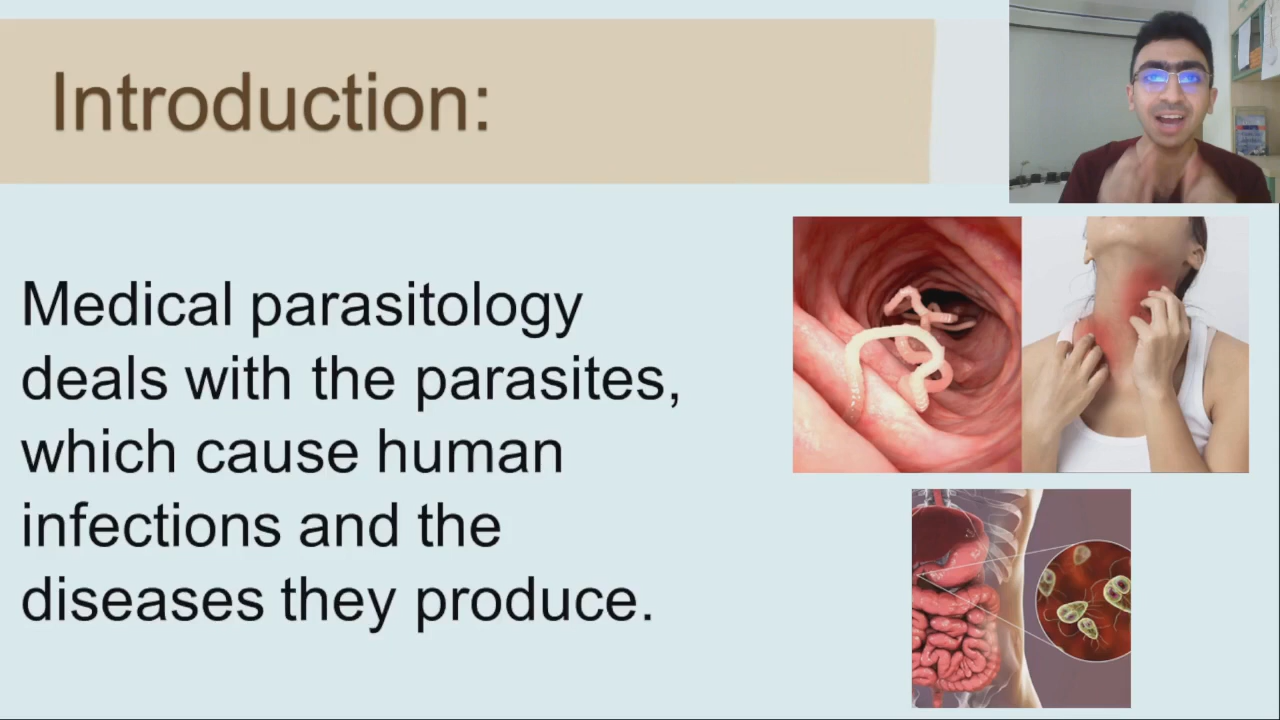 Introduction:
Medical parasitology
deals with the parasites,
which cause human
infections and the
diseases they produce.